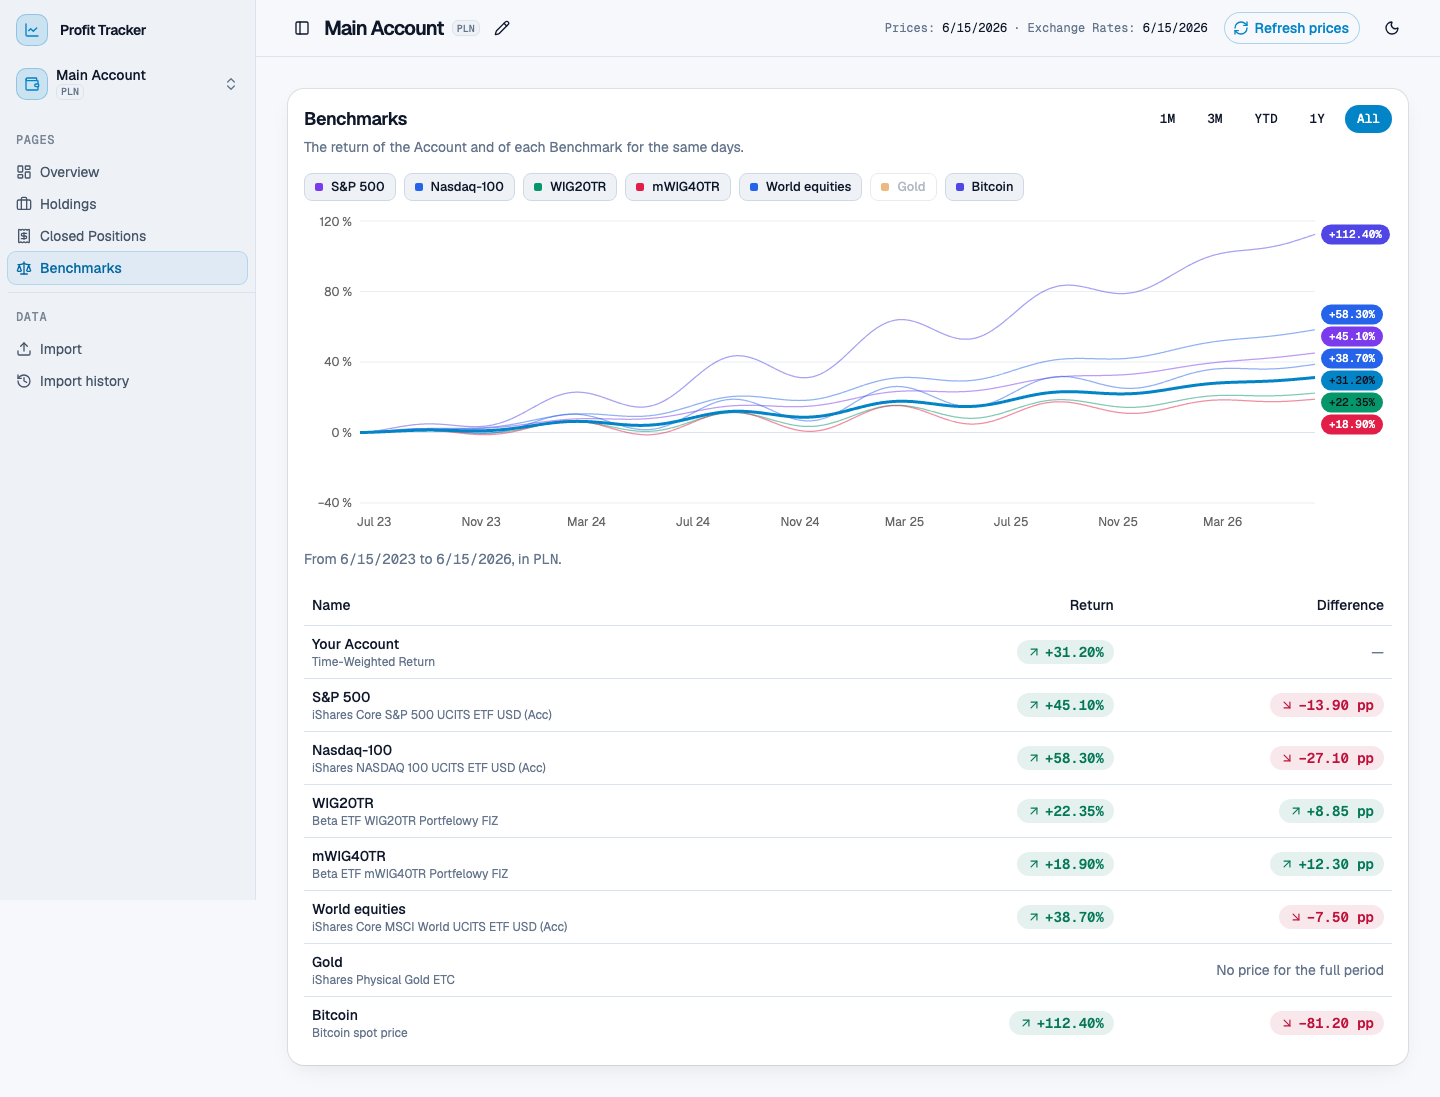 Profit Tracker
Main Account
PLN
PAGES
Overview
Holdings
Closed Positions
Benchmarks
DATA
Import
Import history
Main Account PLN
Prices: 6/15/2026 · Exchange Rates: 6/15/2026
Refresh prices
Benchmarks
1M 3M YTD 1Y All
The return of the Account and of each Benchmark for the same days.
S&P 500 Nasdaq-100 WIG20TR mWIG40TR World equities Gold Bitcoin
120 %
80 %
40 %
0 %
−40 %
+112.40%
+58.30%
+45.10%
+38.70%
+31.20%
+22.35%
+18.90%
Jul 23 Nov 23 Mar 24 Jul 24 Nov 24 Mar 25 Jul 25 Nov 25 Mar 26
From 6/15/2023 to 6/15/2026, in PLN.
Name Return Difference
Your Account
Time-Weighted Return
+31.20% —
S&P 500
iShares Core S&P 500 UCITS ETF USD (Acc)
+45.10% −13.90 pp
Nasdaq-100
iShares NASDAQ 100 UCITS ETF USD (Acc)
+58.30% −27.10 pp
WIG20TR
Beta ETF WIG20TR Portfelowy FIZ
+22.35% +8.85 pp
mWIG40TR
Beta ETF mWIG40TR Portfelowy FIZ
+18.90% +12.30 pp
World equities
iShares Core MSCI World UCITS ETF USD (Acc)
+38.70% −7.50 pp
Gold
iShares Physical Gold ETC
No price for the full period
Bitcoin
Bitcoin spot price
+112.40% −81.20 pp